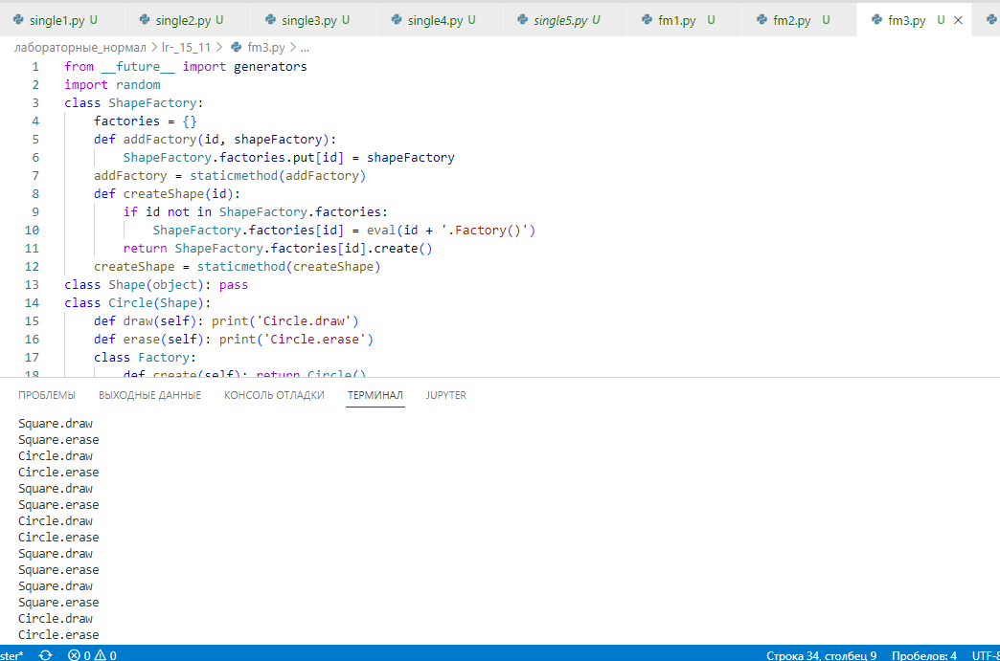 single1.py U single2.py U single3.py U single4.py U single5.py U fm1.py U fm2.py U fm3.py U
лабораторные_нормал > lr-_15_11 > fm3.py > ...
1 from __future__ import generators
2 import random
3 class ShapeFactory:
4 factories = {}
5 def addFactory(id, shapeFactory):
6 ShapeFactory.factories.put[id] = shapeFactory
7 addFactory = staticmethod(addFactory)
8 def createShape(id):
9 if id not in ShapeFactory.factories:
10 ShapeFactory.factories[id] = eval(id + '.Factory()')
11 return ShapeFactory.factories[id].create()
12 createShape = staticmethod(createShape)
13 class Shape(object): pass
14 class Circle(Shape):
15 def draw(self): print('Circle.draw')
16 def erase(self): print('Circle.erase')
17 class Factory:
18 def create(self): return Circle()
ПРОБЛЕМЫ ВЫХОДНЫЕ ДАННЫЕ КОНСОЛЬ ОТЛАДКИ ТЕРМИНАЛ JUPYTER
Square.draw
Square.erase
Circle.draw
Circle.erase
Square.draw
Square.erase
Circle.draw
Circle.erase
Square.draw
Square.erase
Square.draw
Square.erase
Circle.draw
Circle.erase
ster* 0 0 Строка 34, столбец 9 Пробелов: 4 UTF-8